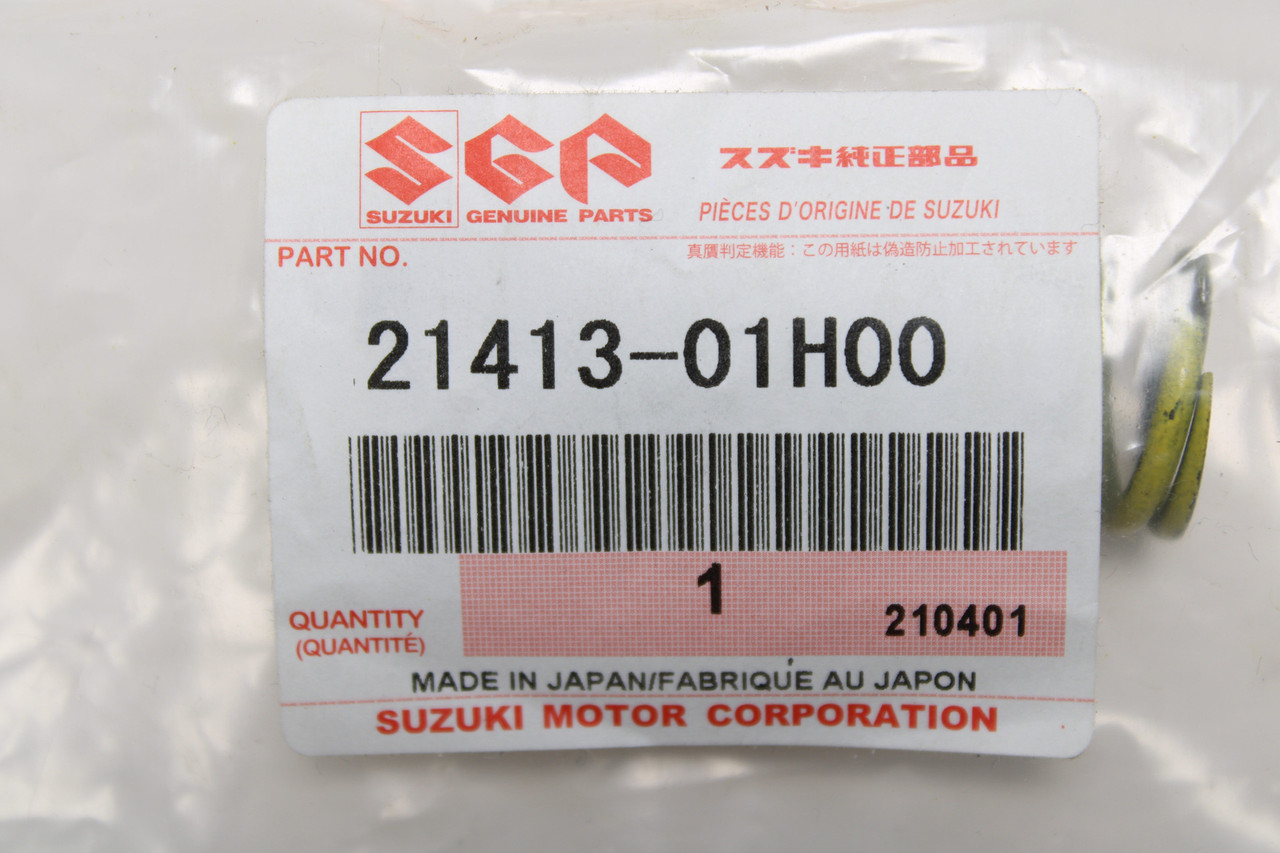 SGP
スズキ純正部品
SUZUKI GENUINE PARTS
PIÈCES D'ORIGINE DE SUZUKI
PART NO.
真贋判定機能：この用紙は偽造防止加工されています
21413-01H00
1
QUANTITY
210401
(QUANTITÉ)
MADE IN JAPAN/FABRIQUE AU JAPON
SUZUKI MOTOR CORPORATION